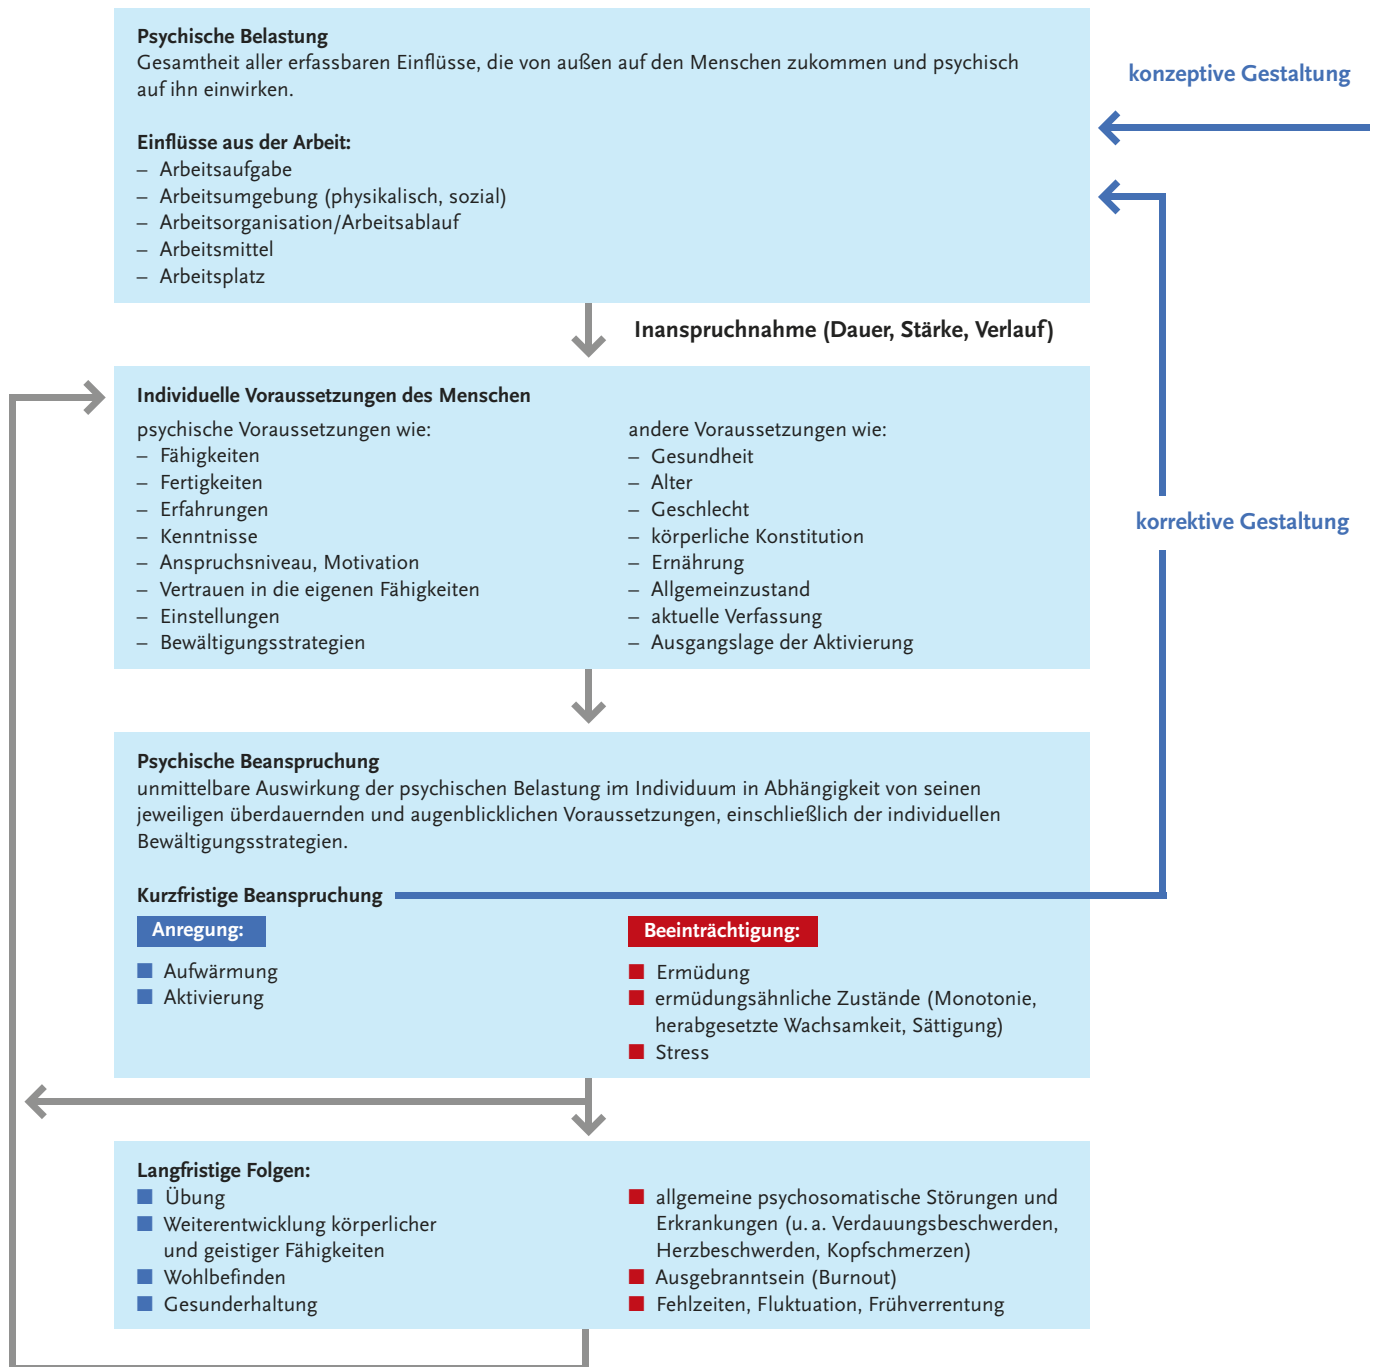 Psychische Belastung
Gesamtheit aller erfassbaren Einflüsse, die von außen auf den Menschen zukommen und psychisch
auf ihn einwirken.
konzeptive Gestaltung
Einflüsse aus der Arbeit:
– Arbeitsaufgabe
– Arbeitsumgebung (physikalisch, sozial)
– Arbeitsorganisation/Arbeitsablauf
– Arbeitsmittel
– Arbeitsplatz
Inanspruchnahme (Dauer, Stärke, Verlauf)
Individuelle Voraussetzungen des Menschen
psychische Voraussetzungen wie:
– Fähigkeiten
– Fertigkeiten
– Erfahrungen
– Kenntnisse
– Anspruchsniveau, Motivation
– Vertrauen in die eigenen Fähigkeiten
– Einstellungen
– Bewältigungsstrategien
andere Voraussetzungen wie:
– Gesundheit
– Alter
– Geschlecht
– körperliche Konstitution
– Ernährung
– Allgemeinzustand
– aktuelle Verfassung
– Ausgangslage der Aktivierung
korrektive Gestaltung
Psychische Beanspruchung
unmittelbare Auswirkung der psychischen Belastung im Individuum in Abhängigkeit von seinen
jeweiligen überdauernden und augenblicklichen Voraussetzungen, einschließlich der individuellen
Bewältigungsstrategien.
Kurzfristige Beanspruchung
Anregung:
■ Aufwärmung
■ Aktivierung
Beeinträchtigung:
■ Ermüdung
■ ermüdungsähnliche Zustände (Monotonie,
herabgesetzte Wachsamkeit, Sättigung)
■ Stress
Langfristige Folgen:
■ Übung
■ Weiterentwicklung körperlicher
und geistiger Fähigkeiten
■ Wohlbefinden
■ Gesunderhaltung
■ allgemeine psychosomatische Störungen und
Erkrankungen (u. a. Verdauungsbeschwerden,
Herzbeschwerden, Kopfschmerzen)
■ Ausgebranntsein (Burnout)
■ Fehlzeiten, Fluktuation, Frühverrentung